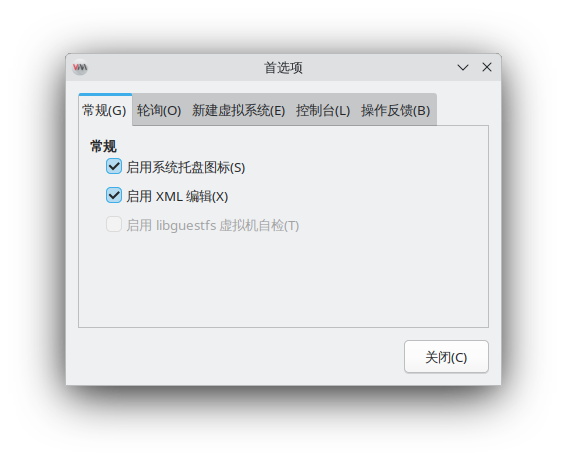 首选项
常规(G) 轮询(O) 新建虚拟系统(E) 控制台(L) 操作反馈(B)
常规
启用系统托盘图标(S)
启用 XML 编辑(X)
启用 libguestfs 虚拟机自检(T)
关闭(C)